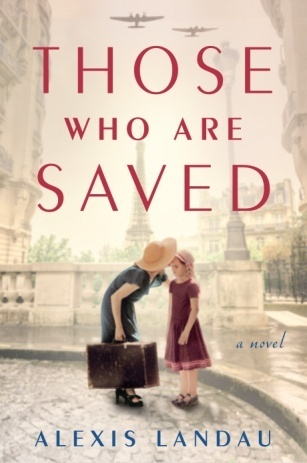 THOSE
WHO ARE
SAVED
a novel
ALEXIS LANDAU